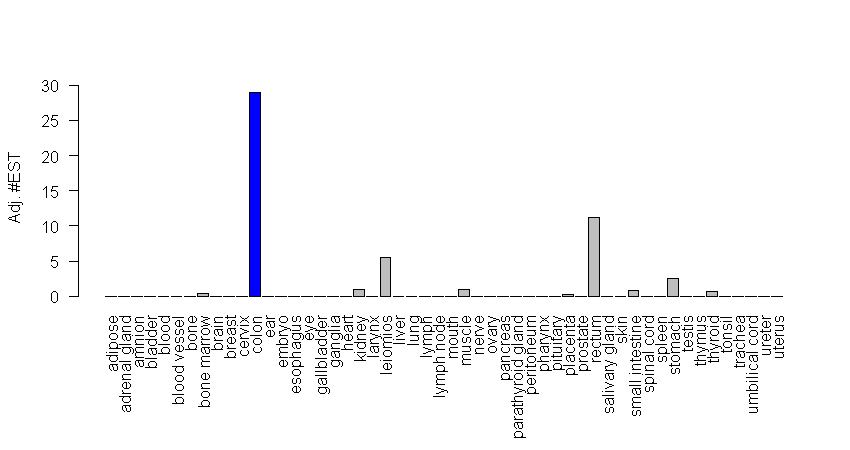 30
25
20
15
10
5
0
Adj. #EST
adipose
adrenal gland
amnion
bladder
blood
blood vessel
bone
bone marrow
brain
breast
cervix
colon
ear
embryo
esophagus
eye
gallbladder
ganglia
heart
kidney
larynx
leiomios
liver
lung
lymph
lymph node
mouth
muscle
nerve
ovary
pancreas
parathyroid gland
peritoneum
pharynx
pituitary
placenta
prostate
rectum
salivary gland
skin
small intestine
spinal cord
spleen
stomach
testis
thymus
thyroid
tonsil
trachea
umbilical cord
ureter
uterus